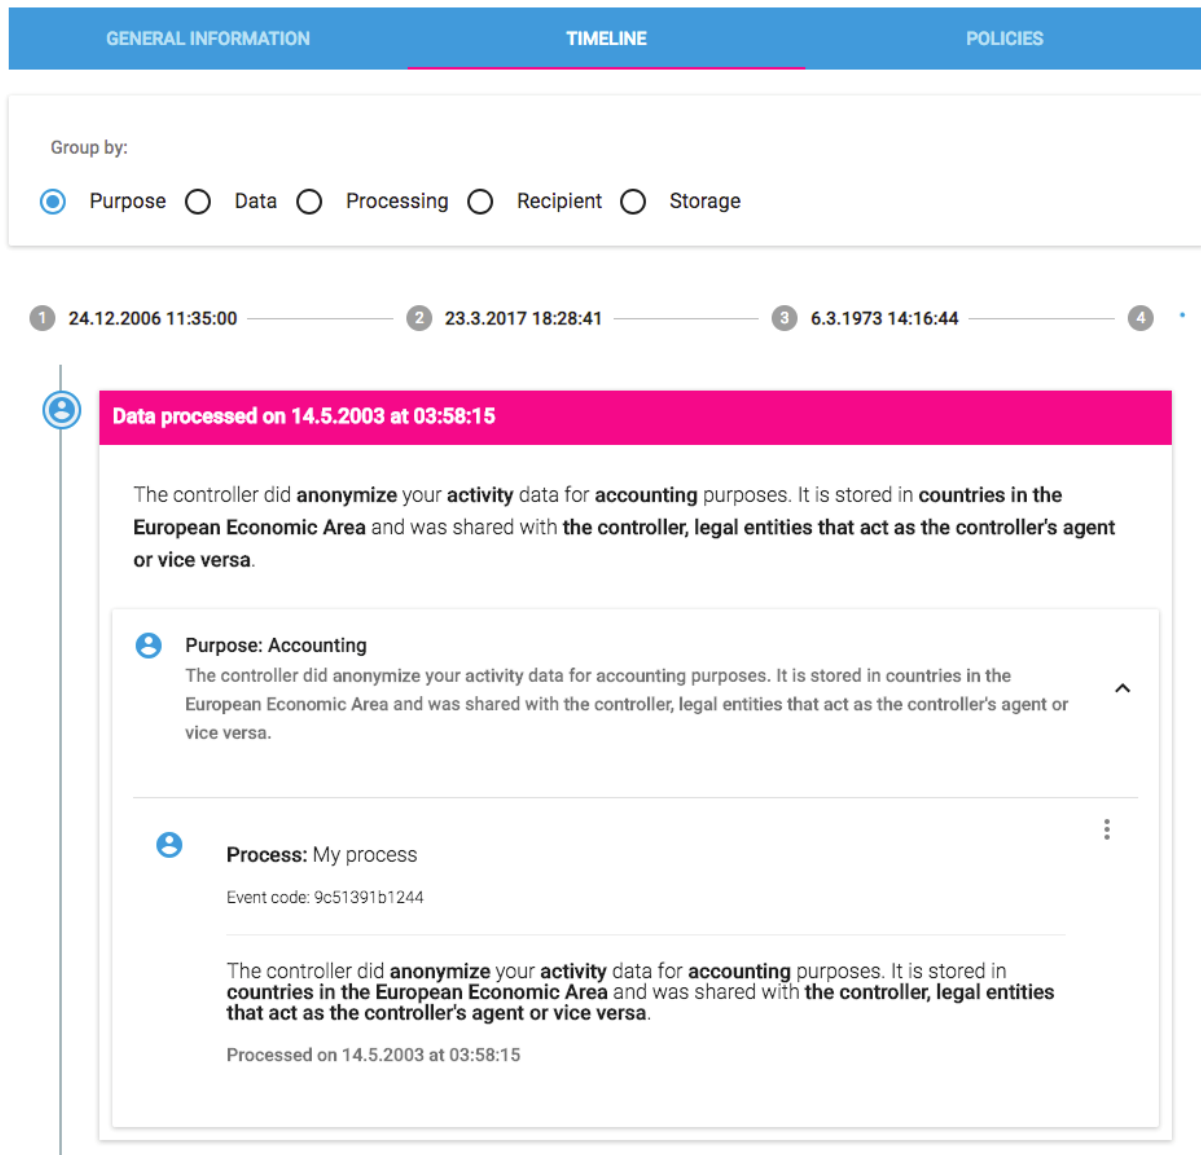 GENERAL INFORMATION TIMELINE POLICIES
Group by:
Purpose Data Processing Recipient Storage
1 24.12.2006 11:35:00 2 23.3.2017 18:28:41 3 6.3.1973 14:16:44 4
Data processed on 14.5.2003 at 03:58:15
The controller did anonymize your activity data for accounting purposes. It is stored in countries in the
European Economic Area and was shared with the controller, legal entities that act as the controller's agent
or vice versa.
Purpose: Accounting
The controller did anonymize your activity data for accounting purposes. It is stored in countries in the
European Economic Area and was shared with the controller, legal entities that act as the controller's agent or
vice versa.
Process: My process
Event code: 9c51391b1244
The controller did anonymize your activity data for accounting purposes. It is stored in
countries in the European Economic Area and was shared with the controller, legal entities
that act as the controller's agent or vice versa.
Processed on 14.5.2003 at 03:58:15